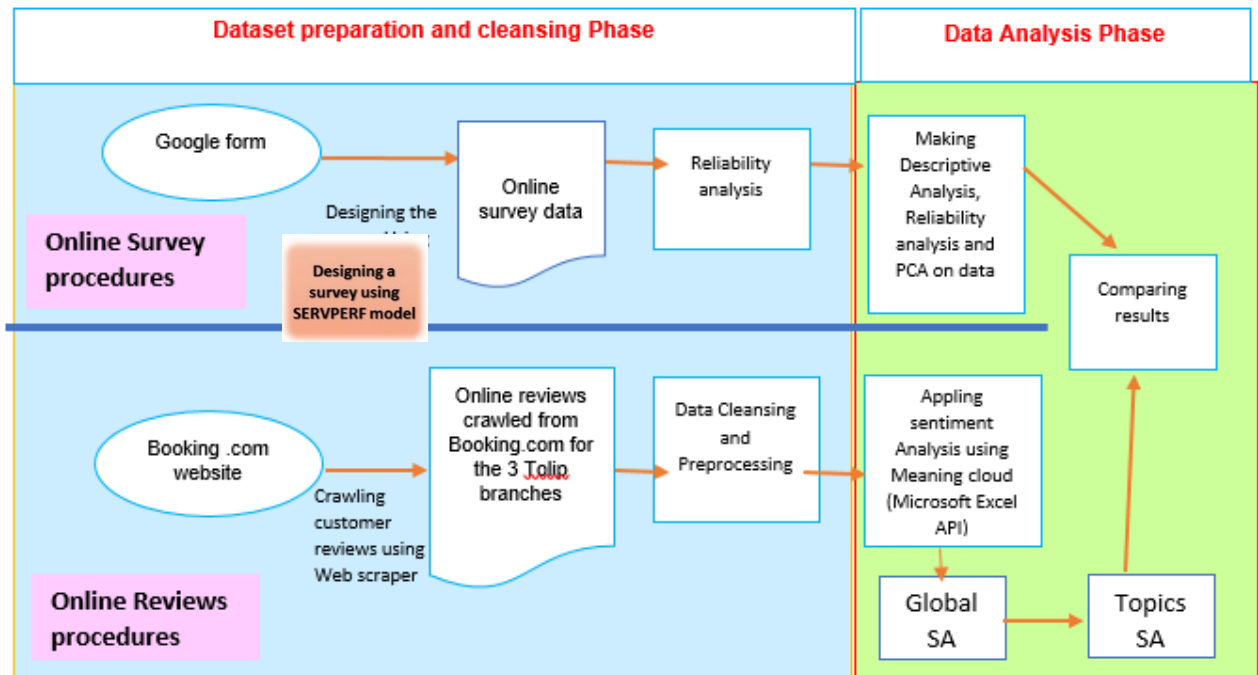 Dataset preparation and cleansing Phase
Data Analysis Phase
Google form
Designing the
Online
survey data
Reliability
analysis
Making
Descriptive
Analysis,
Reliability
analysis and
PCA on data
Online Survey
procedures
Designing a
survey using
SERVPERF model
Comparing
results
Booking .com
website
Crawling
customer
reviews using
Web scraper
Online reviews
crawled from
Booking.com for
the 3 Tolip
branches
Data Cleansing
and
Preprocessing
Appling
sentiment
Analysis using
Meaning cloud
(Microsoft Excel
API)
Online Reviews
procedures
Global
SA
Topics
SA